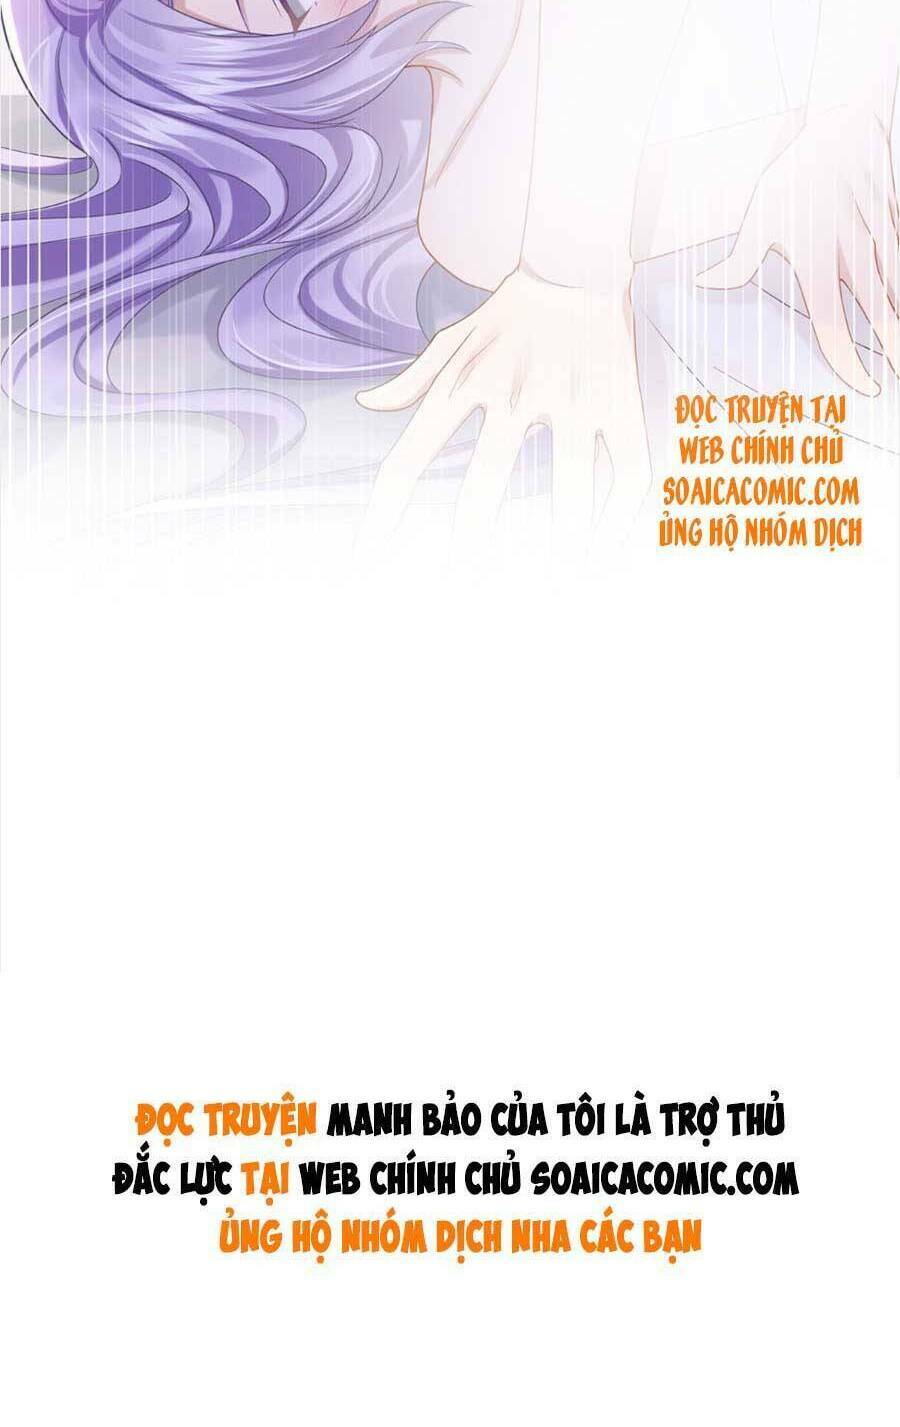 ĐỌC TRUYỆN TẠI
WEB CHÍNH CHỦ
SOAICACOMIC.COM
ỦNG HỘ NHÓM DỊCH
ĐỌC TRUYỆN MANH BẢO CỦA TÔI LÀ TRỢ THỦ
ĐẮC LỰC TẠI WEB CHÍNH CHỦ SOAICACOMIC.COM
ỦNG HỘ NHÓM DỊCH NHA CÁC BẠN